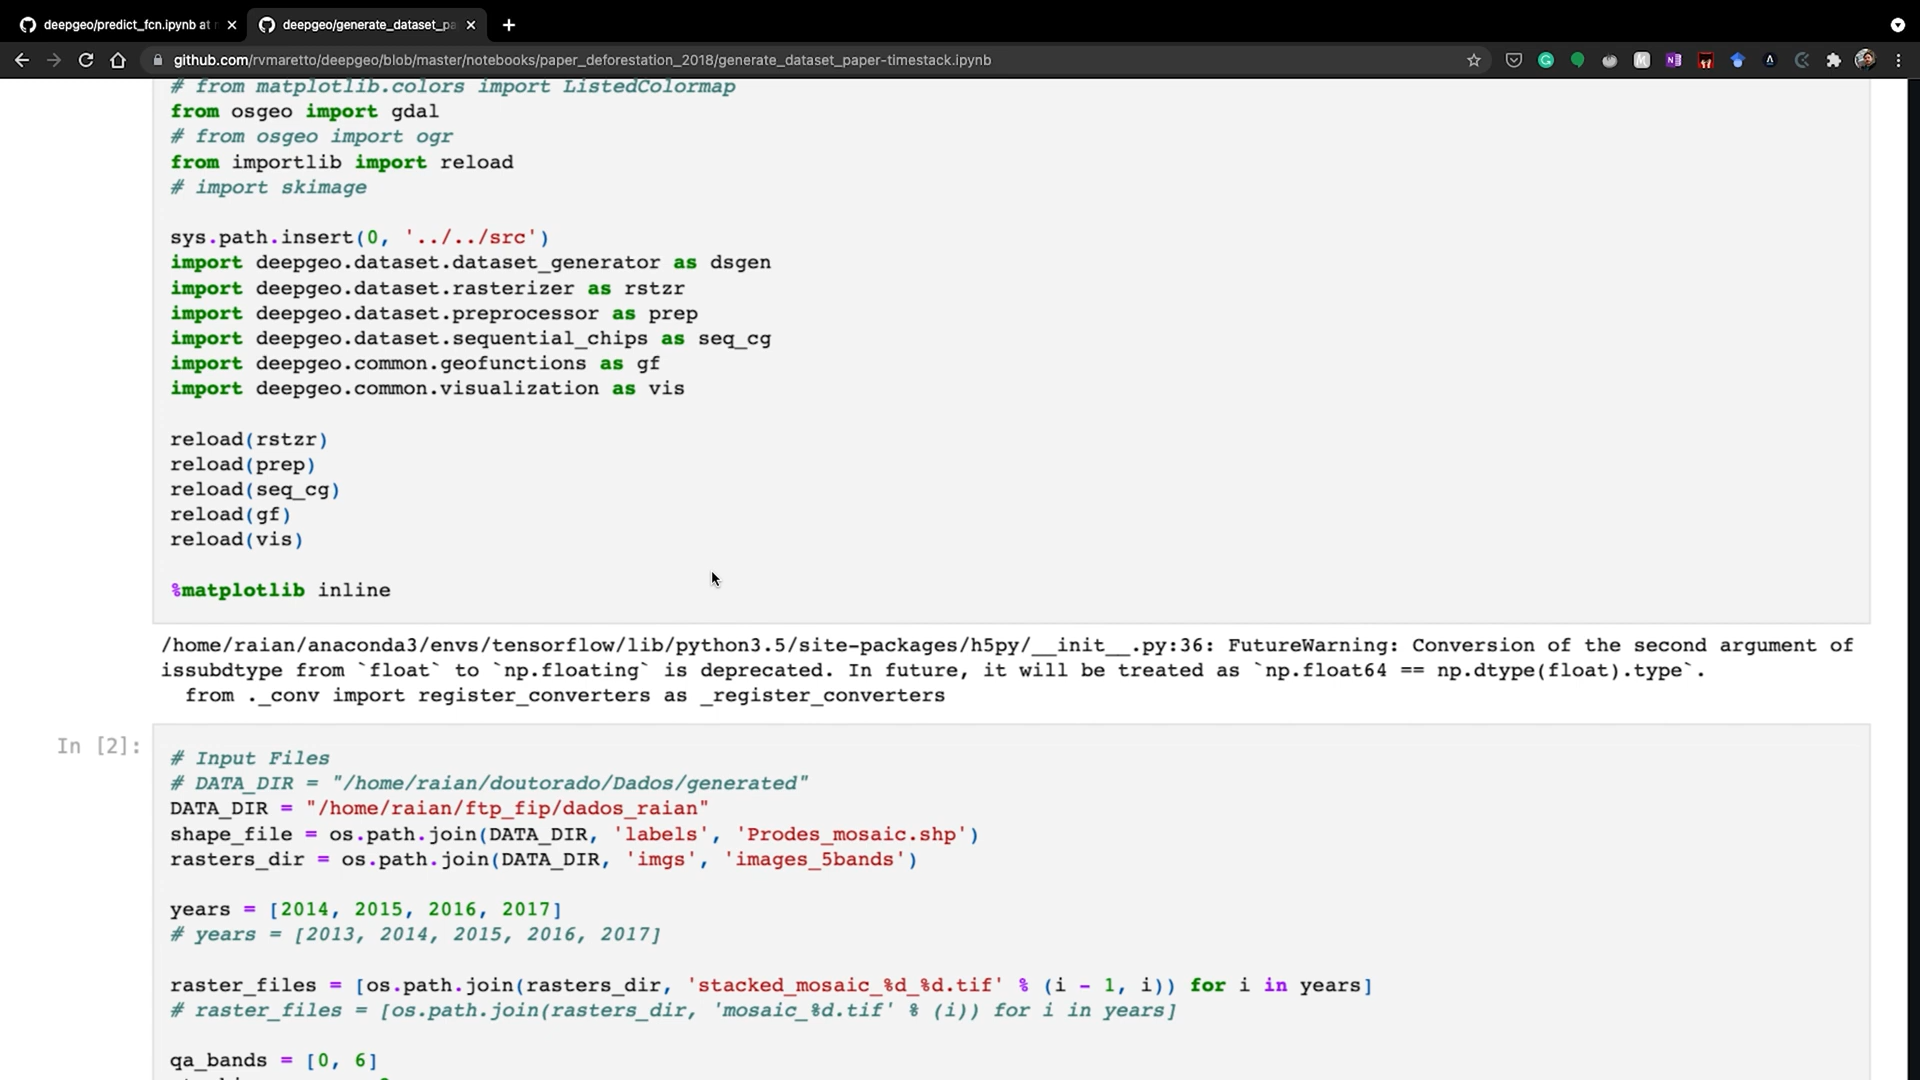 deepgeo/predict_fcn.ipynb at
deepgeo/generate_dataset_pa
github.com/rvmaretto/deepgeo/blob/master/notebooks/paper_deforestation_2018/generate_dataset_paper-timestack.ipynb
# from matplotlib.colors import ListedColormap
from osgeo import gdal
# from osgeo import ogr
from importlib import reload
# import skimage
sys.path.insert(0, '../../src')
import deepgeo.dataset.dataset_generator as dsgen
import deepgeo.dataset.rasterizer as rstzr
import deepgeo.dataset.preprocessor as prep
import deepgeo.dataset.sequential_chips as seq_cg
import deepgeo.common.geofunctions as gf
import deepgeo.common.visualization as vis
reload(rstzr)
reload(prep)
reload(seq_cg)
reload(gf)
reload(vis)
%matplotlib inline
/home/raian/anaconda3/envs/tensorflow/lib/python3.5/site-packages/h5py/__init__.py:36: FutureWarning: Conversion of the second argument of
issubdtype from `float` to `np.floating` is deprecated. In future, it will be treated as `np.float64 == np.dtype(float).type`.
from ._conv import register_converters as _register_converters
In [2]:
# Input Files
# DATA_DIR = "/home/raian/doutorado/Dados/generated"
DATA_DIR = "/home/raian/ftp_fip/dados_raian"
shape_file = os.path.join(DATA_DIR, 'labels', 'Prodes_mosaic.shp')
rasters_dir = os.path.join(DATA_DIR, 'imgs', 'images_5bands')
years = [2014, 2015, 2016, 2017]
# years = [2013, 2014, 2015, 2016, 2017]
raster_files = [os.path.join(rasters_dir, 'stacked_mosaic_%d_%d.tif' % (i - 1, i)) for i in years]
# raster_files = [os.path.join(rasters_dir, 'mosaic_%d.tif' % (i)) for i in years]
qa_bands = [0, 6]